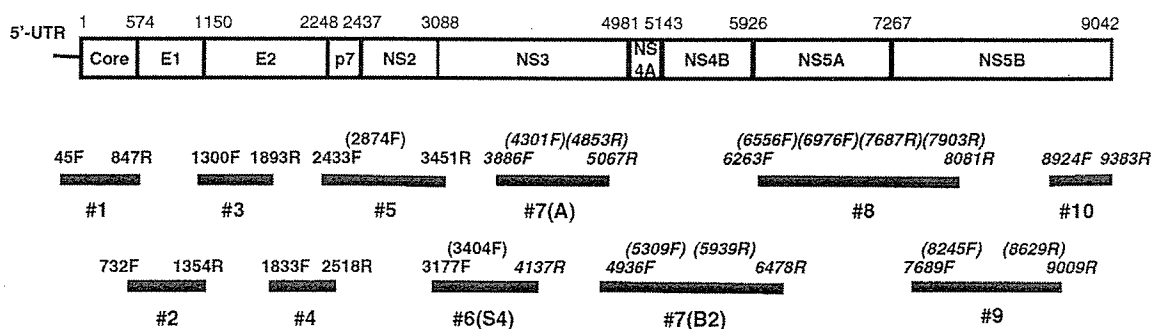 1 574 1150 2248 2437 3088 4981 5143 5926 7267 9042
5'-UTR
Core E1 E2 p7 NS2 NS3 NS 4A NS4B NS5A NS5B
(2874F) (4301F)(4853R) (6556F)(6976F)(7687R)(7903R)
45F 847R 1300F 1893R 2433F 3451R 3886F 5067R 6263F 8081R 8924F 9383R
#1 #3 #5 #7(A) #8 #10
(3404F) (5309F) (5939R) (8245F) (8629R)
732F 1354R 1833F 2518R 3177F 4137R 4936F 6478R 7689F 9009R
#2 #4 #6(S4) #7(B2) #9